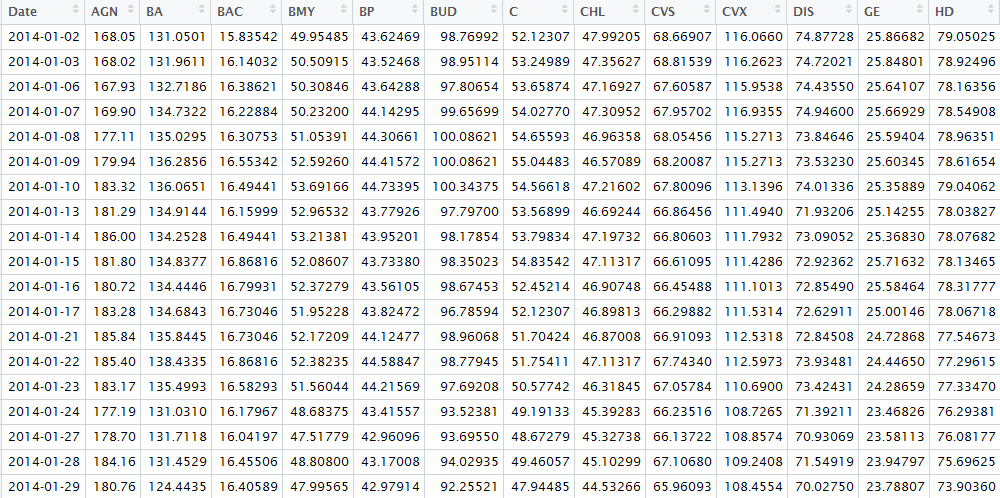 Date AGN BA BAC BMY BP BUD C CHL CVS CVX DIS GE HD
2014-01-02 168.05 131.0501 15.83542 49.95485 43.62469 98.76992 52.12307 47.99205 68.66907 116.0660 74.87728 25.86682 79.05025
2014-01-03 168.02 131.9611 16.14032 50.50915 43.52468 98.95114 53.24989 47.35627 68.81539 116.2623 74.72021 25.84801 78.92496
2014-01-06 167.93 132.7186 16.38621 50.30846 43.64288 97.80654 53.65874 47.16927 67.60587 115.9538 74.43550 25.64107 78.16356
2014-01-07 169.90 134.7322 16.22884 50.23200 44.14295 99.65699 54.02770 47.30952 67.95702 116.9355 74.94600 25.66929 78.54908
2014-01-08 177.11 135.0295 16.30753 51.05391 44.30661 100.08621 54.65593 46.96358 68.05456 115.2713 73.84646 25.59404 78.96351
2014-01-09 179.94 136.2856 16.55342 52.59260 44.41572 100.08621 55.04483 46.57089 68.20087 115.2713 73.53230 25.60345 78.61654
2014-01-10 183.32 136.0651 16.49441 53.69166 44.73395 100.34375 54.56618 47.21602 67.80096 113.1396 74.01336 25.35889 79.04062
2014-01-13 181.29 134.9144 16.15999 52.96532 43.77926 97.79700 53.56899 46.69244 66.86456 111.4940 71.93206 25.14255 78.03827
2014-01-14 186.00 134.2528 16.49441 53.21381 43.95201 98.17854 53.79834 47.19732 66.80603 111.7932 73.09052 25.36830 78.07682
2014-01-15 181.80 134.8377 16.86816 52.08607 43.73380 98.35023 54.83542 47.11317 66.61095 111.4286 72.92362 25.71632 78.13465
2014-01-16 180.72 134.4446 16.79931 52.37279 43.56105 98.67453 52.45214 46.90748 66.45488 111.1013 72.85490 25.58464 78.31777
2014-01-17 183.28 134.6843 16.73046 51.95228 43.82472 96.78594 52.12307 46.89813 66.29882 111.5314 72.62911 25.00146 78.06718
2014-01-21 185.84 135.8445 16.73046 52.17209 44.12477 98.96068 51.70424 46.87008 66.91093 112.5318 72.84508 24.72868 77.54673
2014-01-22 185.40 138.4335 16.86816 52.38235 44.58847 98.77945 51.75411 47.11317 67.74340 112.5973 73.93481 24.44650 77.29615
2014-01-23 183.17 135.4993 16.58293 51.56044 44.21569 97.69208 50.57742 46.31845 67.05784 110.6900 73.42431 24.28659 77.33470
2014-01-24 177.19 131.0310 16.17967 48.68375 43.41557 93.52381 49.19133 45.39283 66.23516 108.7265 71.39211 23.46826 76.29381
2014-01-27 178.70 131.7118 16.04197 47.51779 42.96096 93.69550 48.67279 45.32738 66.13722 108.8574 70.93069 23.58113 76.08177
2014-01-28 184.16 131.4529 16.45506 48.80800 43.17008 94.02935 49.46057 45.10299 67.10680 109.2408 71.54919 23.94797 75.69625
2014-01-29 180.76 124.4435 16.40589 47.99565 42.97914 92.25521 47.94485 44.53266 65.96093 108.4554 70.02750 23.78807 73.90360